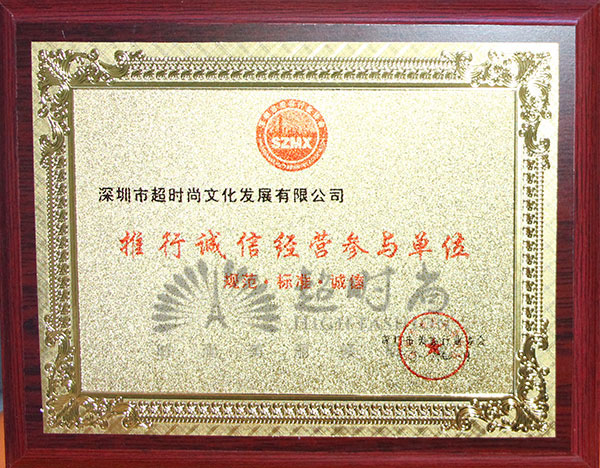 SZMX
深圳市超时尚文化发展有限公司
推行诚信经营参与单位
规范·标准·诚信
超时尚